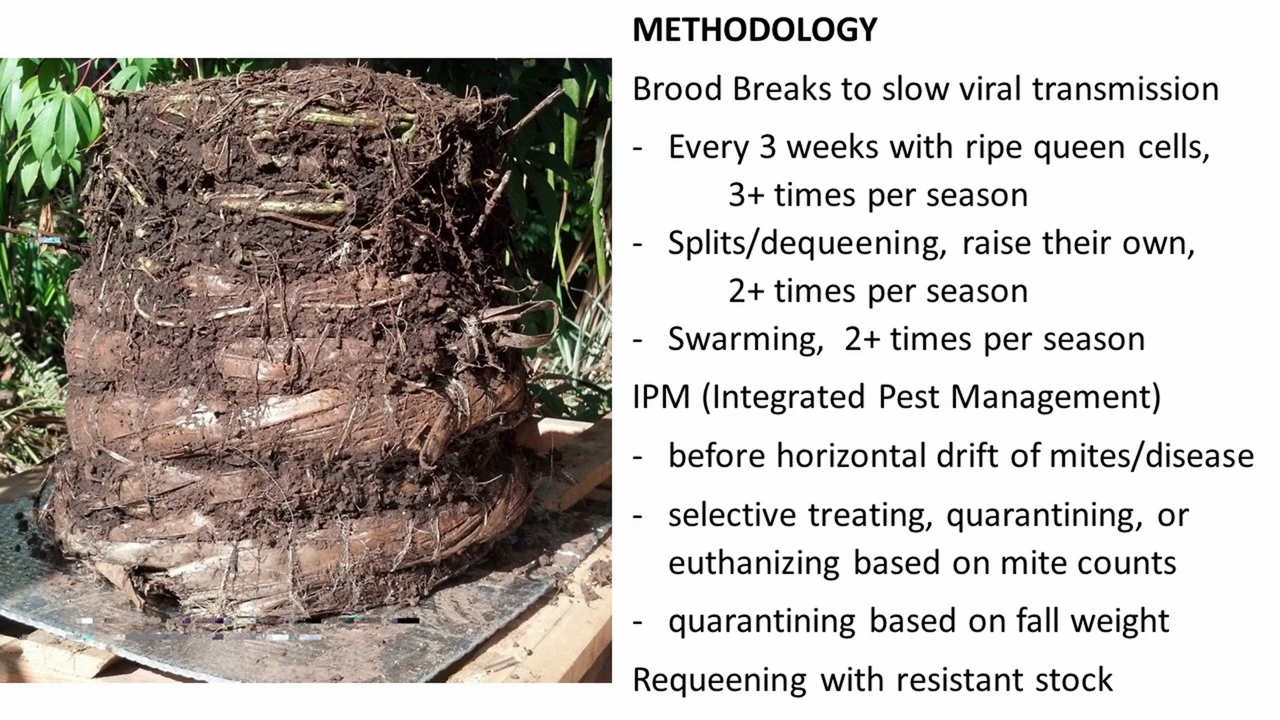 METHODOLOGY
Brood Breaks to slow viral transmission
- Every 3 weeks with ripe queen cells,
3+ times per season
- Splits/dequeening, raise their own,
2+ times per season
- Swarming, 2+ times per season
IPM (Integrated Pest Management)
- before horizontal drift of mites/disease
- selective treating, quarantining, or
euthanizing based on mite counts
- quarantining based on fall weight
Requeening with resistant stock